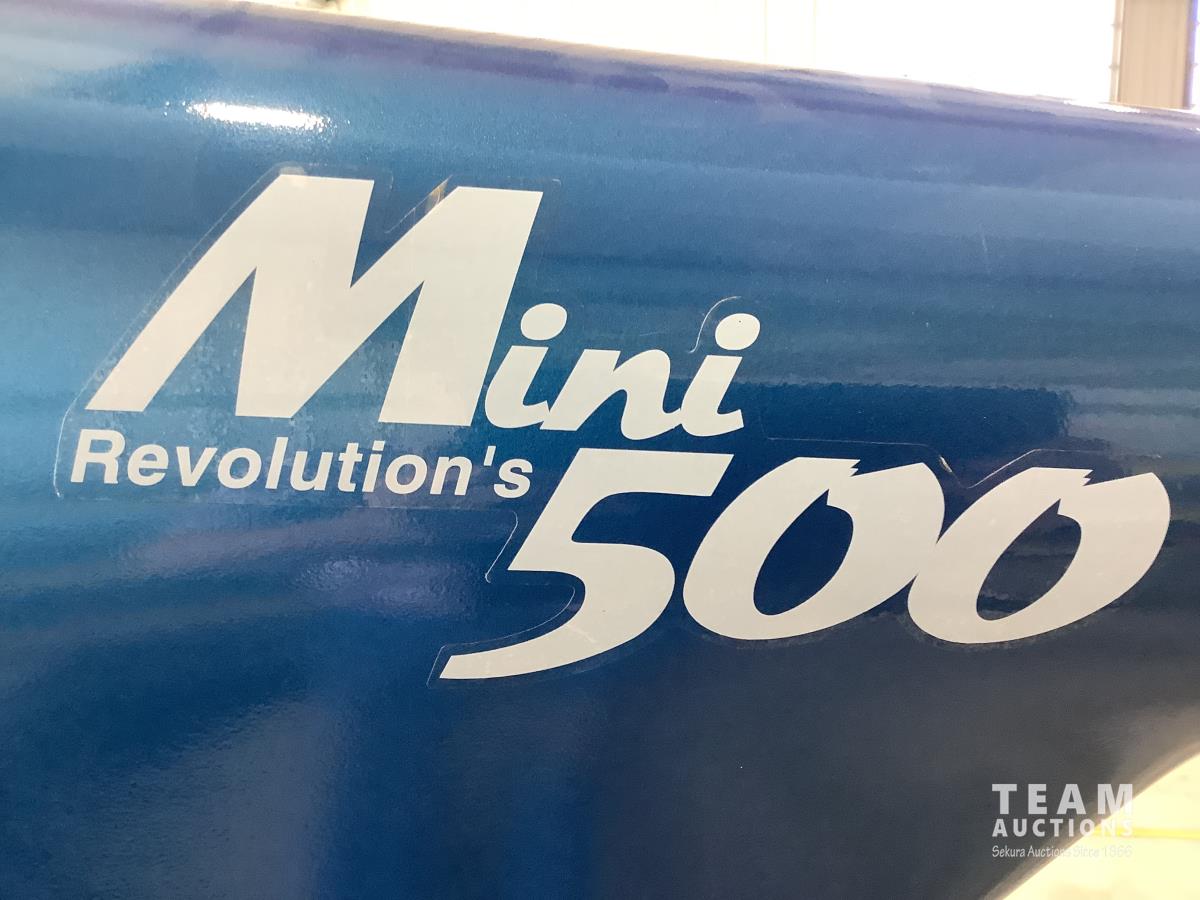 Mini
Revolution's
500
TEAM
AUCTIONS
Sekura Auctions Since 1966